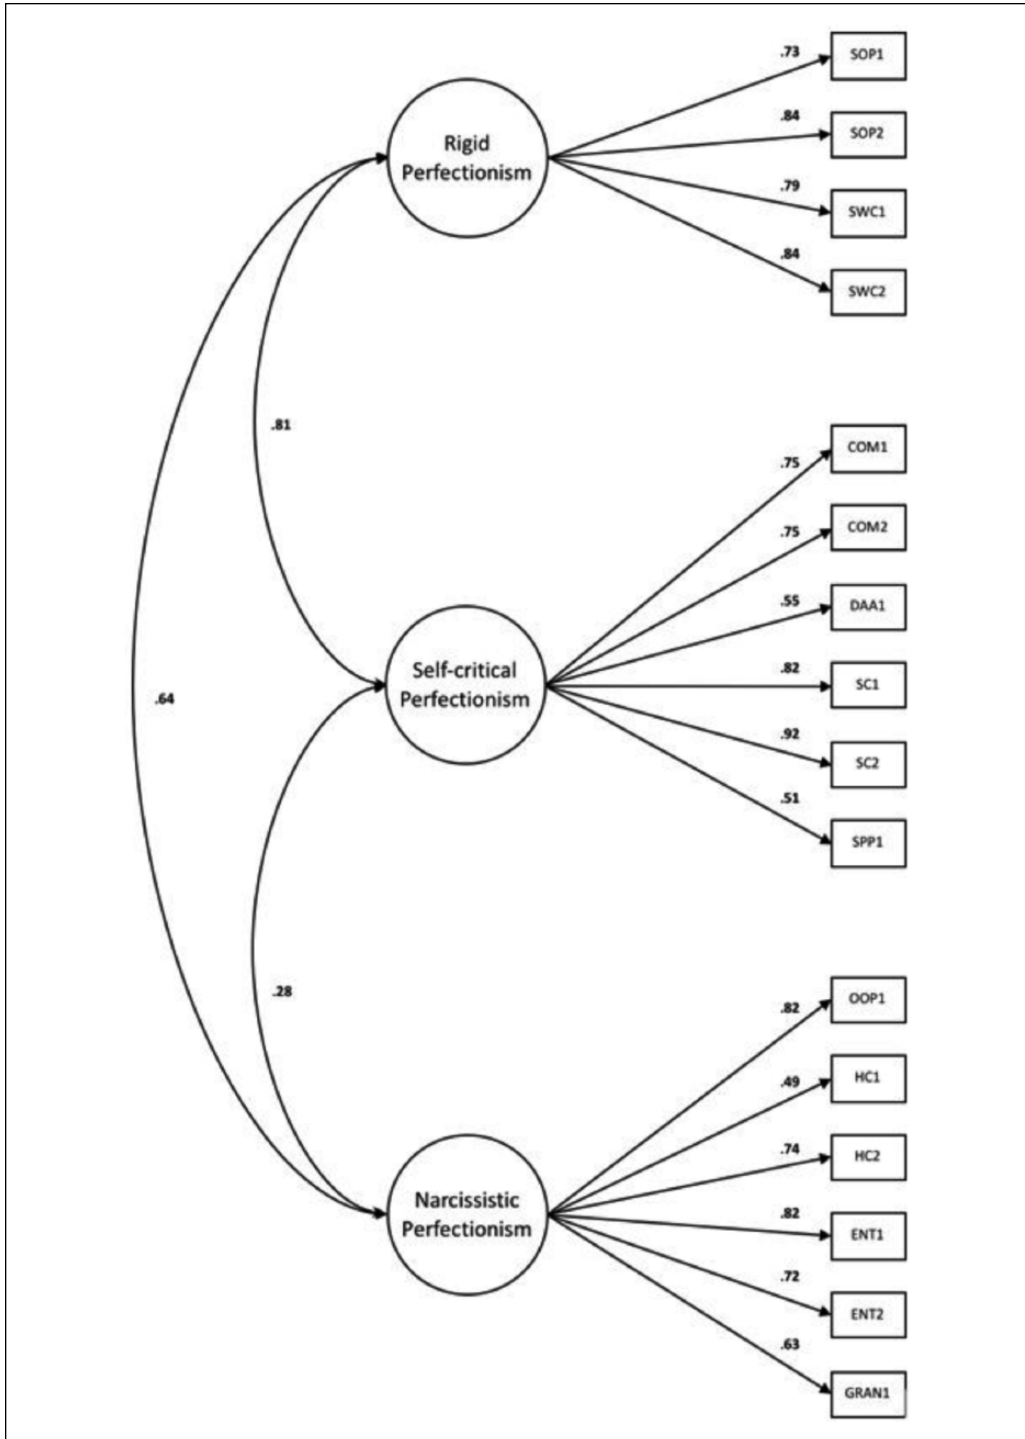 .73
SOP1
Rigid
Perfectionism
.84
SOP2
.79
SWC1
.84
SWC2
.81
.75
COM1
.75
COM2
.55
DAA1
Self-critical
Perfectionism
.82
SC1
.92
SC2
.51
SPP1
.64
.28
.82
OOP1
.49
HC1
.74
HC2
Narcissistic
Perfectionism
.82
ENT1
.72
ENT2
.63
GRAN1